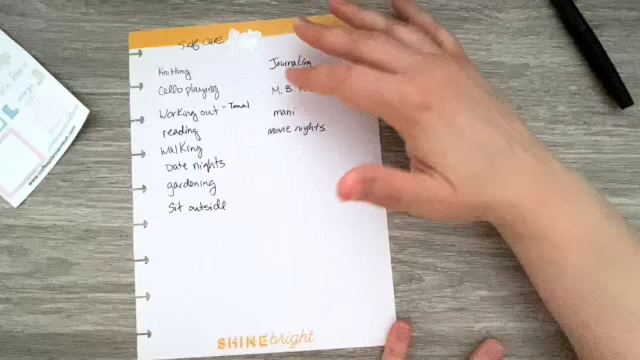 Self care
Knitting
Cello playing
Working out - Tonal
reading
Walking
Date nights
gardening
Sit outside
Journaling
M. B.
mani
movie nights
SHINE bright